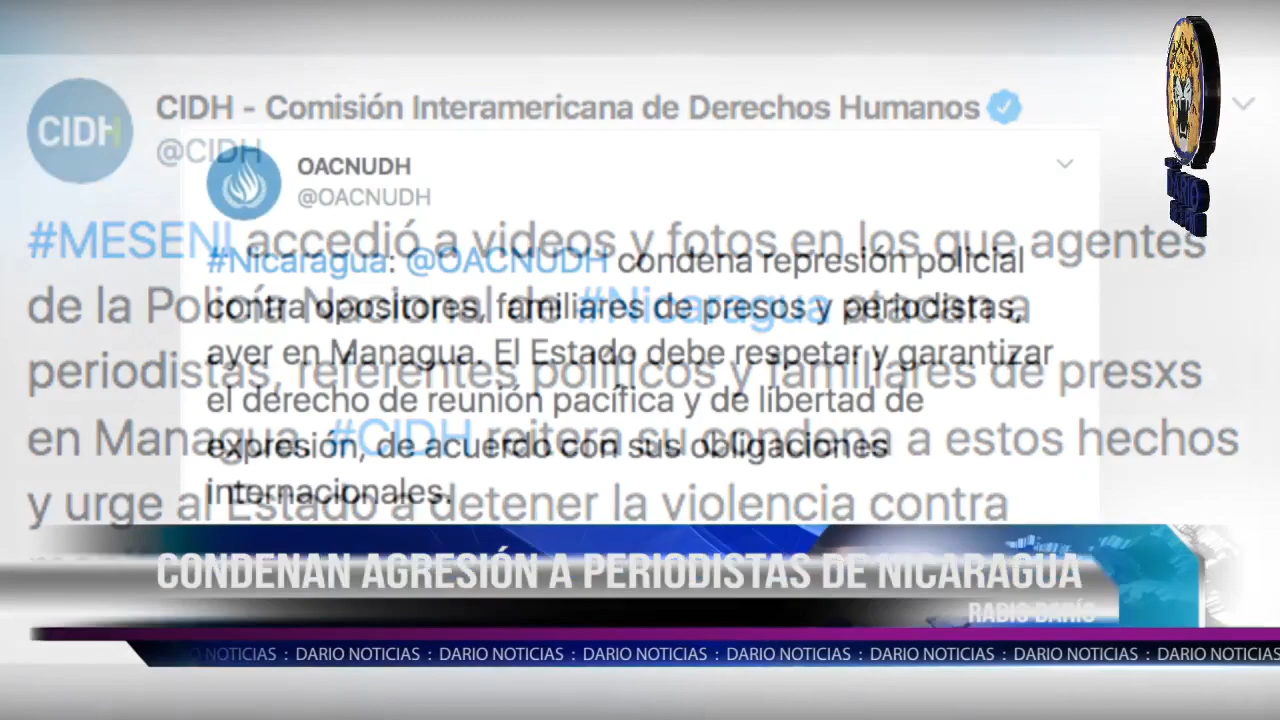 CIDH
CIDH - Comisión Interamericana de Derechos Humanos
@CIDH
#MESENI accedió a videos y fotos en los que agentes
de la Policía Nacional de #Nicaragua atacan a
periodistas, referentes políticos y familiares de presxs
en Managua. #CIDH reitera su condena a estos hechos
y urge al Estado a detener la violencia contra
OACNUDH
@OACNUDH
#Nicaragua: @OACNUDH condena represión policial
contra opositores, familiares de presos y periodistas,
ayer en Managua. El Estado debe respetar y garantizar
el derecho de reunión pacífica y de libertad de
expresión, de acuerdo con sus obligaciones
internacionales.
CONDENAN AGRESIÓN A PERIODISTAS DE NICARAGUA
RADIO DARÍO
NOTICIAS : DARIO NOTICIAS : DARIO NOTICIAS : DARIO NOTICIAS : DARIO NOTICIAS : DARIO NOTICIAS : DARIO NOTICIAS : DARIO NOTICIAS